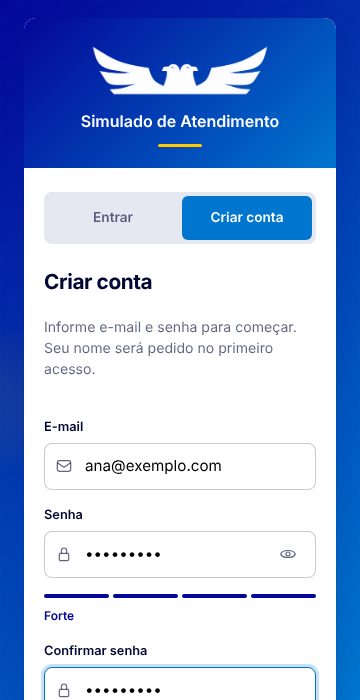 Simulado de Atendimento
Entrar
Criar conta
Criar conta
Informe e-mail e senha para começar.
Seu nome será pedido no primeiro
acesso.
E-mail
ana@exemplo.com
Senha
•••••••••
Forte
Confirmar senha
•••••••••